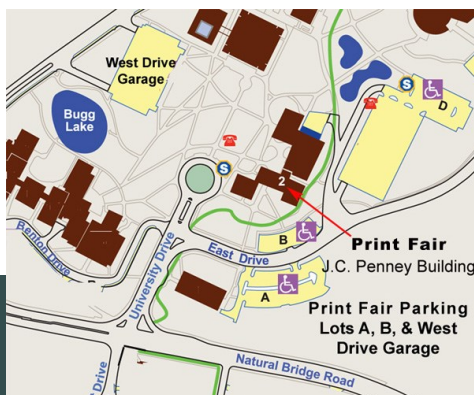 West Drive
Garage
Bugg
Lake
S
D
S
2
Benton Drive
University Drive
B
East Drive
Print Fair
J.C. Penney Building
A
Print Fair Parking
Lots A, B, & West
Drive Garage
Natural Bridge Road
Drive